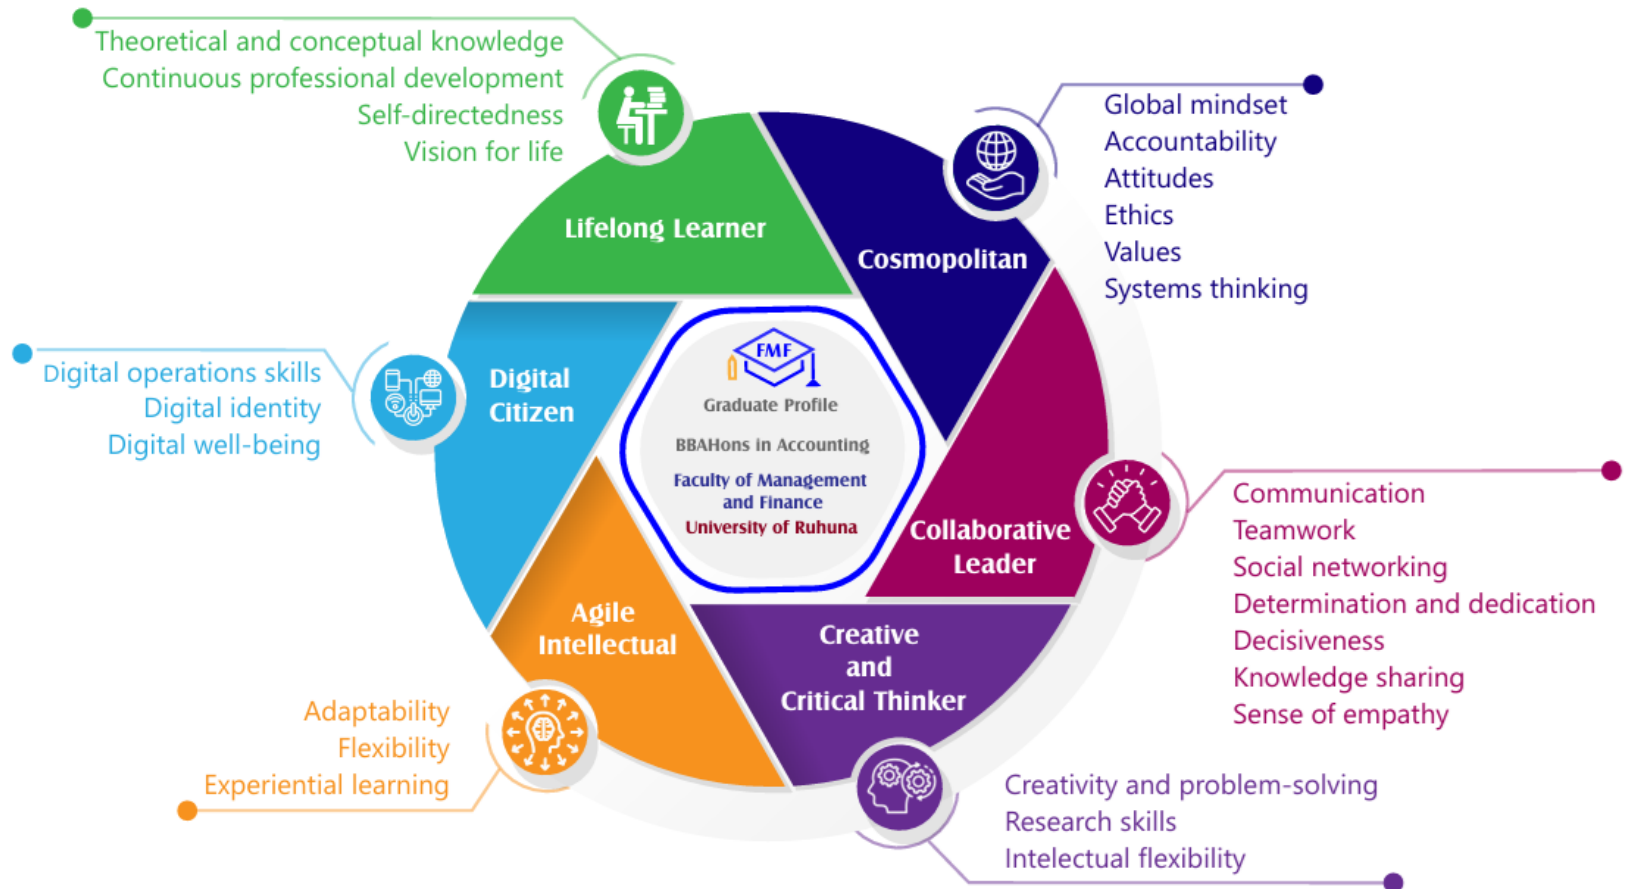 Theoretical and conceptual knowledge
Continuous professional development
Self-directedness
Vision for life
Lifelong Learner
Global mindset
Accountability
Attitudes
Ethics
Values
Systems thinking
Cosmopolitan
Digital operations skills
Digital identity
Digital well-being
Digital
Citizen
FMF
Graduate Profile
BBAHons in Accounting
Faculty of Management
and Finance
University of Ruhuna
Collaborative
Leader
Communication
Teamwork
Social networking
Determination and dedication
Decisiveness
Knowledge sharing
Sense of empathy
Agile
Intellectual
Adaptability
Flexibility
Experiential learning
Creative
and
Critical Thinker
Creativity and problem-solving
Research skills
Intelectual flexibility